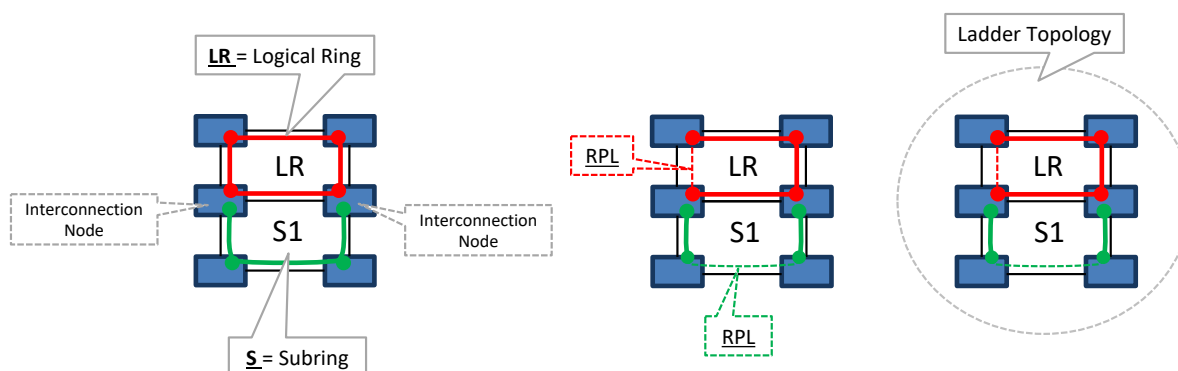 LR = Logical Ring
LR
Interconnection
Node
Interconnection
Node
S1
S = Subring
RPL
LR
S1
RPL
Ladder Topology
LR
S1